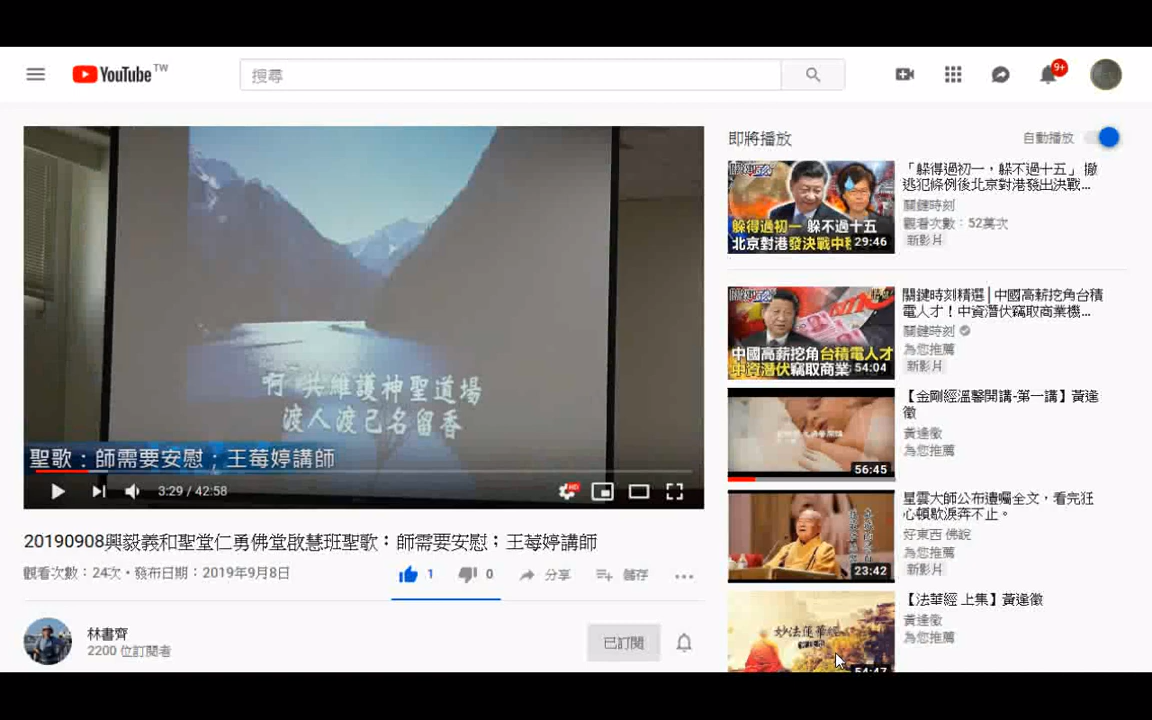 YouTube TW
搜尋
9+
啊 共維護神聖道場
渡人渡己名留香
聖歌：師需要安慰；王莓婷講師
3:29 / 42:58
HD
20190908興毅義和聖堂仁勇佛堂啟慧班聖歌：師需要安慰；王莓婷講師
觀看次數：24次 • 發布日期：2019年9月8日
1
0
分享
儲存
林書齊
2200 位訂閱者
已訂閱
即將播放
自動播放
躲得過初一 躲不過十五
北京對港發決戰中
29:46
「躲得過初一，躲不過十五」 撤
逃犯條例後北京對港發出決戰...
關鍵時刻
觀看次數：52萬次
新影片
中國高薪挖角台積電人才
中資潛伏竊取商業
54:04
關鍵時刻精選│中國高薪挖角台積
電人才！中資潛伏竊取商業機...
關鍵時刻
為您推薦
新影片
56:45
【金剛經溫馨開講-第一講】黃逢
徽
黃逢徽
為您推薦
23:42
星雲大師公布遺囑全文，看完狂
心頓歇淚奔不止。
好東西 佛說
為您推薦
新影片
妙法蓮華經
54:47
【法華經 上集】黃逢徽
黃逢徽
為您推薦